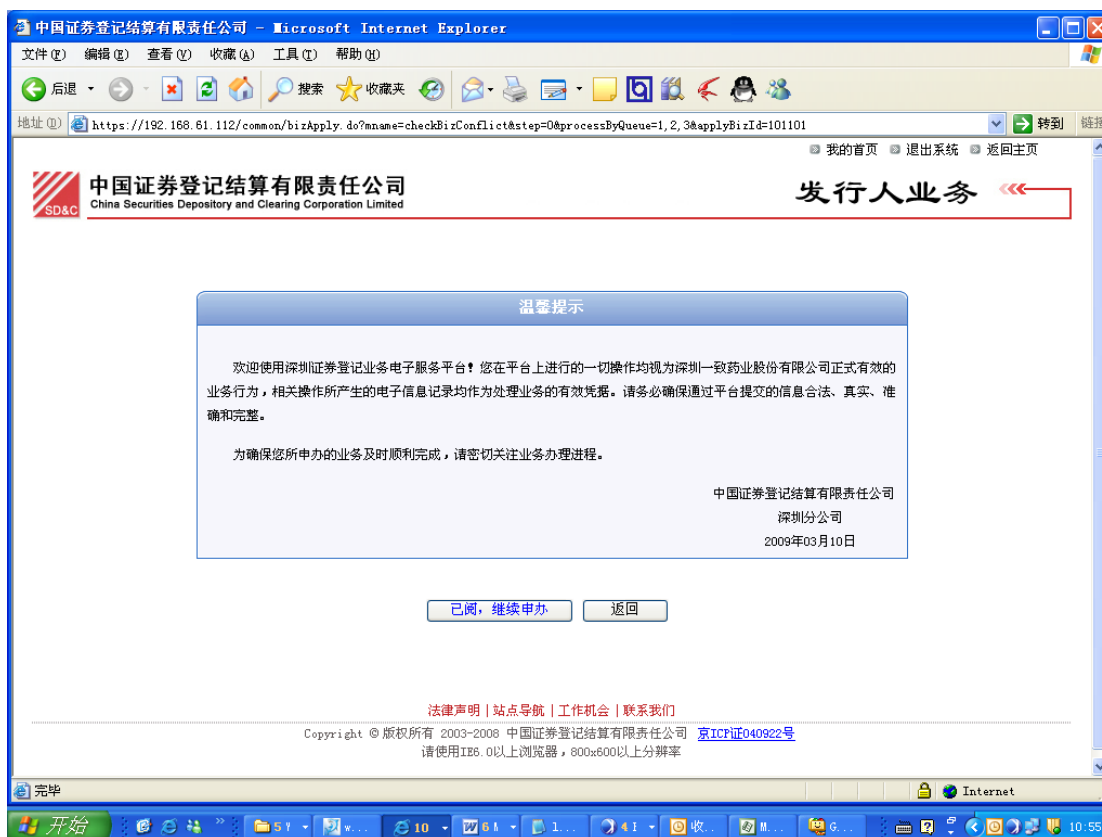 中国证券登记结算有限责任公司 - Microsoft Internet Explorer
文件(F) 编辑(E) 查看(V) 收藏(A) 工具(T) 帮助(H)
后退 搜索 收藏夹
地址(D) https://192.168.61.112/common/bizApply.do?mname=checkBizConflict&step=0&processByQueue=1,2,3&applyBizId=101101 转到 链接
我的首页 退出系统 返回主页
SD&C 中国证券登记结算有限责任公司
China Securities Depository and Clearing Corporation Limited
发行人业务
温馨提示
欢迎使用深圳证券登记业务电子服务平台！您在平台上进行的一切操作均视为深圳一致药业股份有限公司正式有效的
业务行为，相关操作所产生的电子信息记录均作为处理业务的有效凭据。请务必确保通过平台提交的信息合法、真实、准
确和完整。
为确保您所申办的业务及时顺利完成，请密切关注业务办理进程。
中国证券登记结算有限责任公司
深圳分公司
2009年03月10日
已阅，继续申办 返回
法律声明 | 站点导航 | 工作机会 | 联系我们
Copyright © 版权所有 2003-2008 中国证券登记结算有限责任公司 京ICP证040922号
请使用IE6.0以上浏览器，800x600以上分辨率
完毕 Internet
开始 5 w... 10 6 1... 4 收.. M... G... 10:55